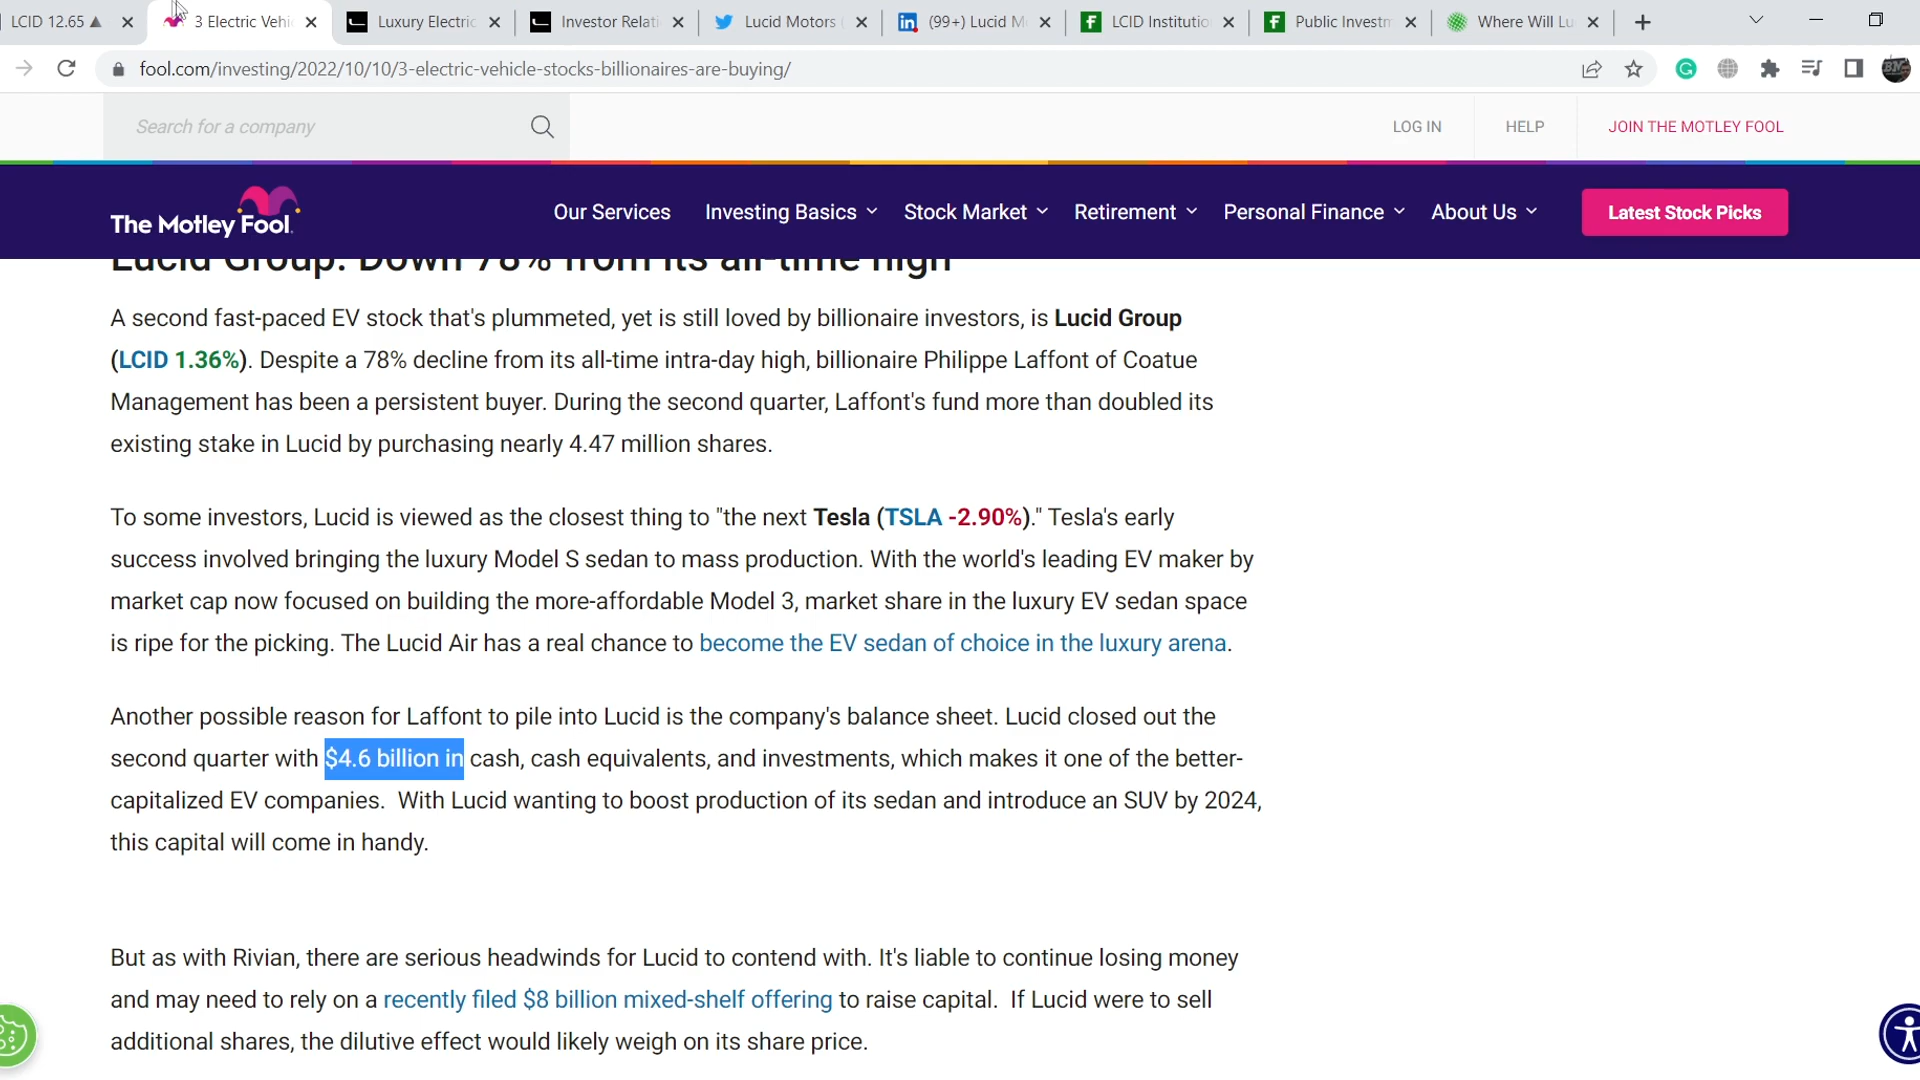 LCID 12.65 ▲
3 Electric Vehic
Luxury Electric
Investor Relati
Lucid Motors (
(99+) Lucid M
LCID Institutio
Public Investm
Where Will Lu
fool.com/investing/2022/10/10/3-electric-vehicle-stocks-billionaires-are-buying/
Search for a company
LOG IN
HELP
JOIN THE MOTLEY FOOL
The Motley Fool.
Our Services
Investing Basics
Stock Market
Retirement
Personal Finance
About Us
Latest Stock Picks
Lucid Group: Down 78% from its all-time high
A second fast-paced EV stock that's plummeted, yet is still loved by billionaire investors, is Lucid Group
(LCID 1.36%). Despite a 78% decline from its all-time intra-day high, billionaire Philippe Laffont of Coatue
Management has been a persistent buyer. During the second quarter, Laffont's fund more than doubled its
existing stake in Lucid by purchasing nearly 4.47 million shares.
To some investors, Lucid is viewed as the closest thing to "the next Tesla (TSLA -2.90%)." Tesla's early
success involved bringing the luxury Model S sedan to mass production. With the world's leading EV maker by
market cap now focused on building the more-affordable Model 3, market share in the luxury EV sedan space
is ripe for the picking. The Lucid Air has a real chance to become the EV sedan of choice in the luxury arena.
Another possible reason for Laffont to pile into Lucid is the company's balance sheet. Lucid closed out the
second quarter with $4.6 billion in cash, cash equivalents, and investments, which makes it one of the better-
capitalized EV companies. With Lucid wanting to boost production of its sedan and introduce an SUV by 2024,
this capital will come in handy.
But as with Rivian, there are serious headwinds for Lucid to contend with. It's liable to continue losing money
and may need to rely on a recently filed $8 billion mixed-shelf offering to raise capital. If Lucid were to sell
additional shares, the dilutive effect would likely weigh on its share price.